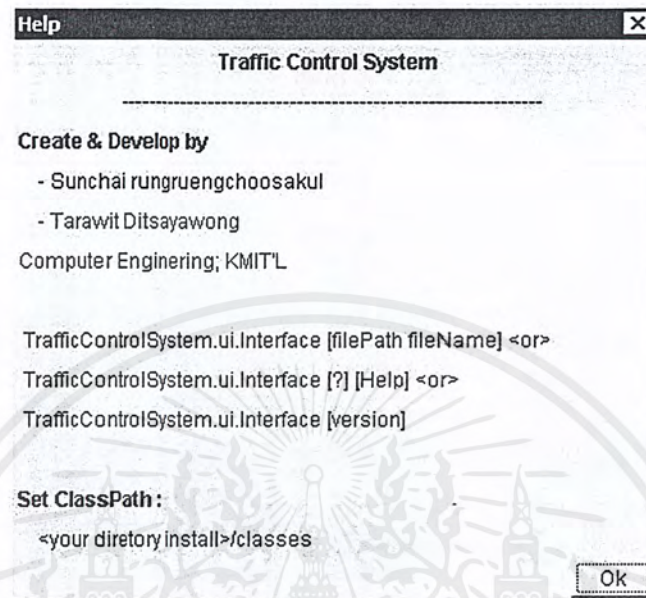 Help
Traffic Control System
------------------------------------------------------------
Create & Develop by
- Sunchai rungruengchoosakul
- Tarawit Ditsayawong
Computer Enginering; KMIT'L
TrafficControlSystem.ui.Interface [filePath fileName] <or>
TrafficControlSystem.ui.Interface [?] [Help] <or>
TrafficControlSystem.ui.Interface [version]
Set ClassPath :
<your diretory install>/classes
Ok